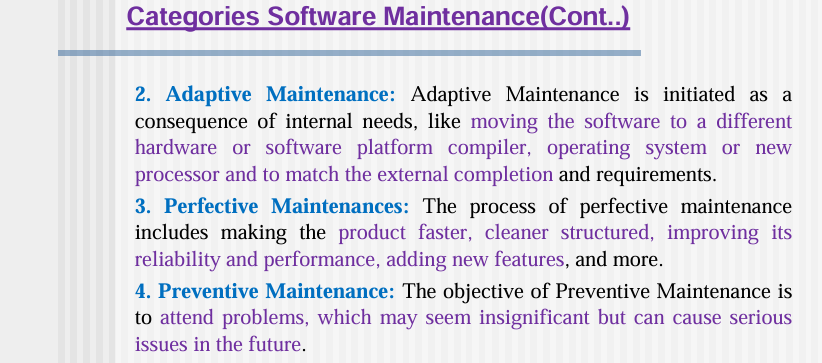 Categories Software Maintenance(Cont..)
2. Adaptive Maintenance: Adaptive Maintenance is initiated as a
consequence of internal needs, like moving the software to a different
hardware or software platform compiler, operating system or new
processor and to match the external completion and requirements.
3. Perfective Maintenances: The process of perfective maintenance
includes making the product faster, cleaner structured, improving its
reliability and performance, adding new features, and more.
4. Preventive Maintenance: The objective of Preventive Maintenance is
to attend problems, which may seem insignificant but can cause serious
issues in the future.